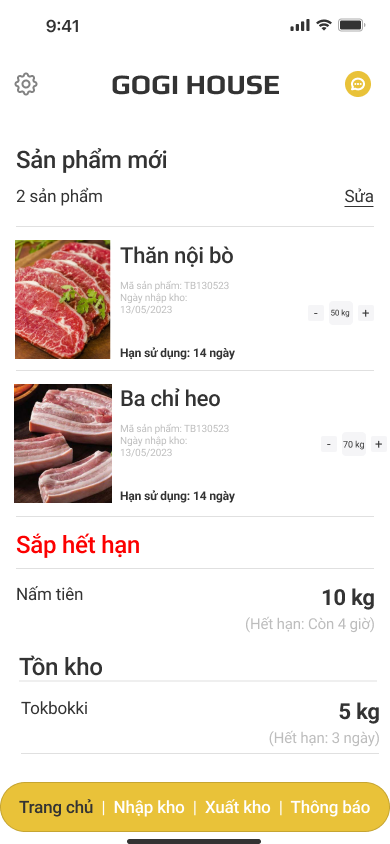 9:41
GOGI HOUSE
Sản phẩm mới
2 sản phẩm
Sửa
Thăn nội bò
Mã sản phẩm: TB130523
Ngày nhập kho:
13/05/2023
- 50 kg +
Hạn sử dụng: 14 ngày
Ba chỉ heo
Mã sản phẩm: TB130523
Ngày nhập kho:
13/05/2023
- 70 kg +
Hạn sử dụng: 14 ngày
Sắp hết hạn
Nấm tiên
10 kg
(Hết hạn: Còn 4 giờ)
Tồn kho
Tokbokki
5 kg
(Hết hạn: 3 ngày)
Trang chủ | Nhập kho | Xuất kho | Thông báo